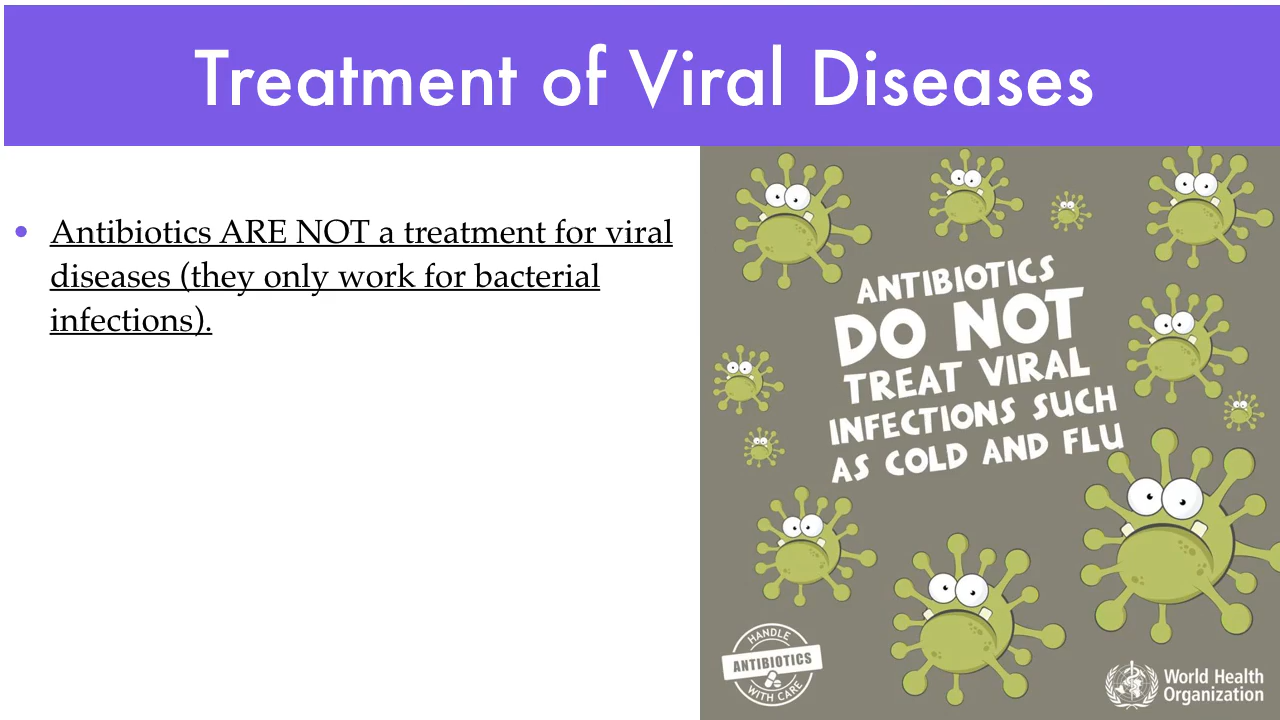 Treatment of Viral Diseases
• Antibiotics ARE NOT a treatment for viral
diseases (they only work for bacterial
infections).
ANTIBIOTICS
DO NOT
TREAT VIRAL
INFECTIONS SUCH
AS COLD AND FLU
HANDLE
ANTIBIOTICS
WITH CARE
World Health
Organization